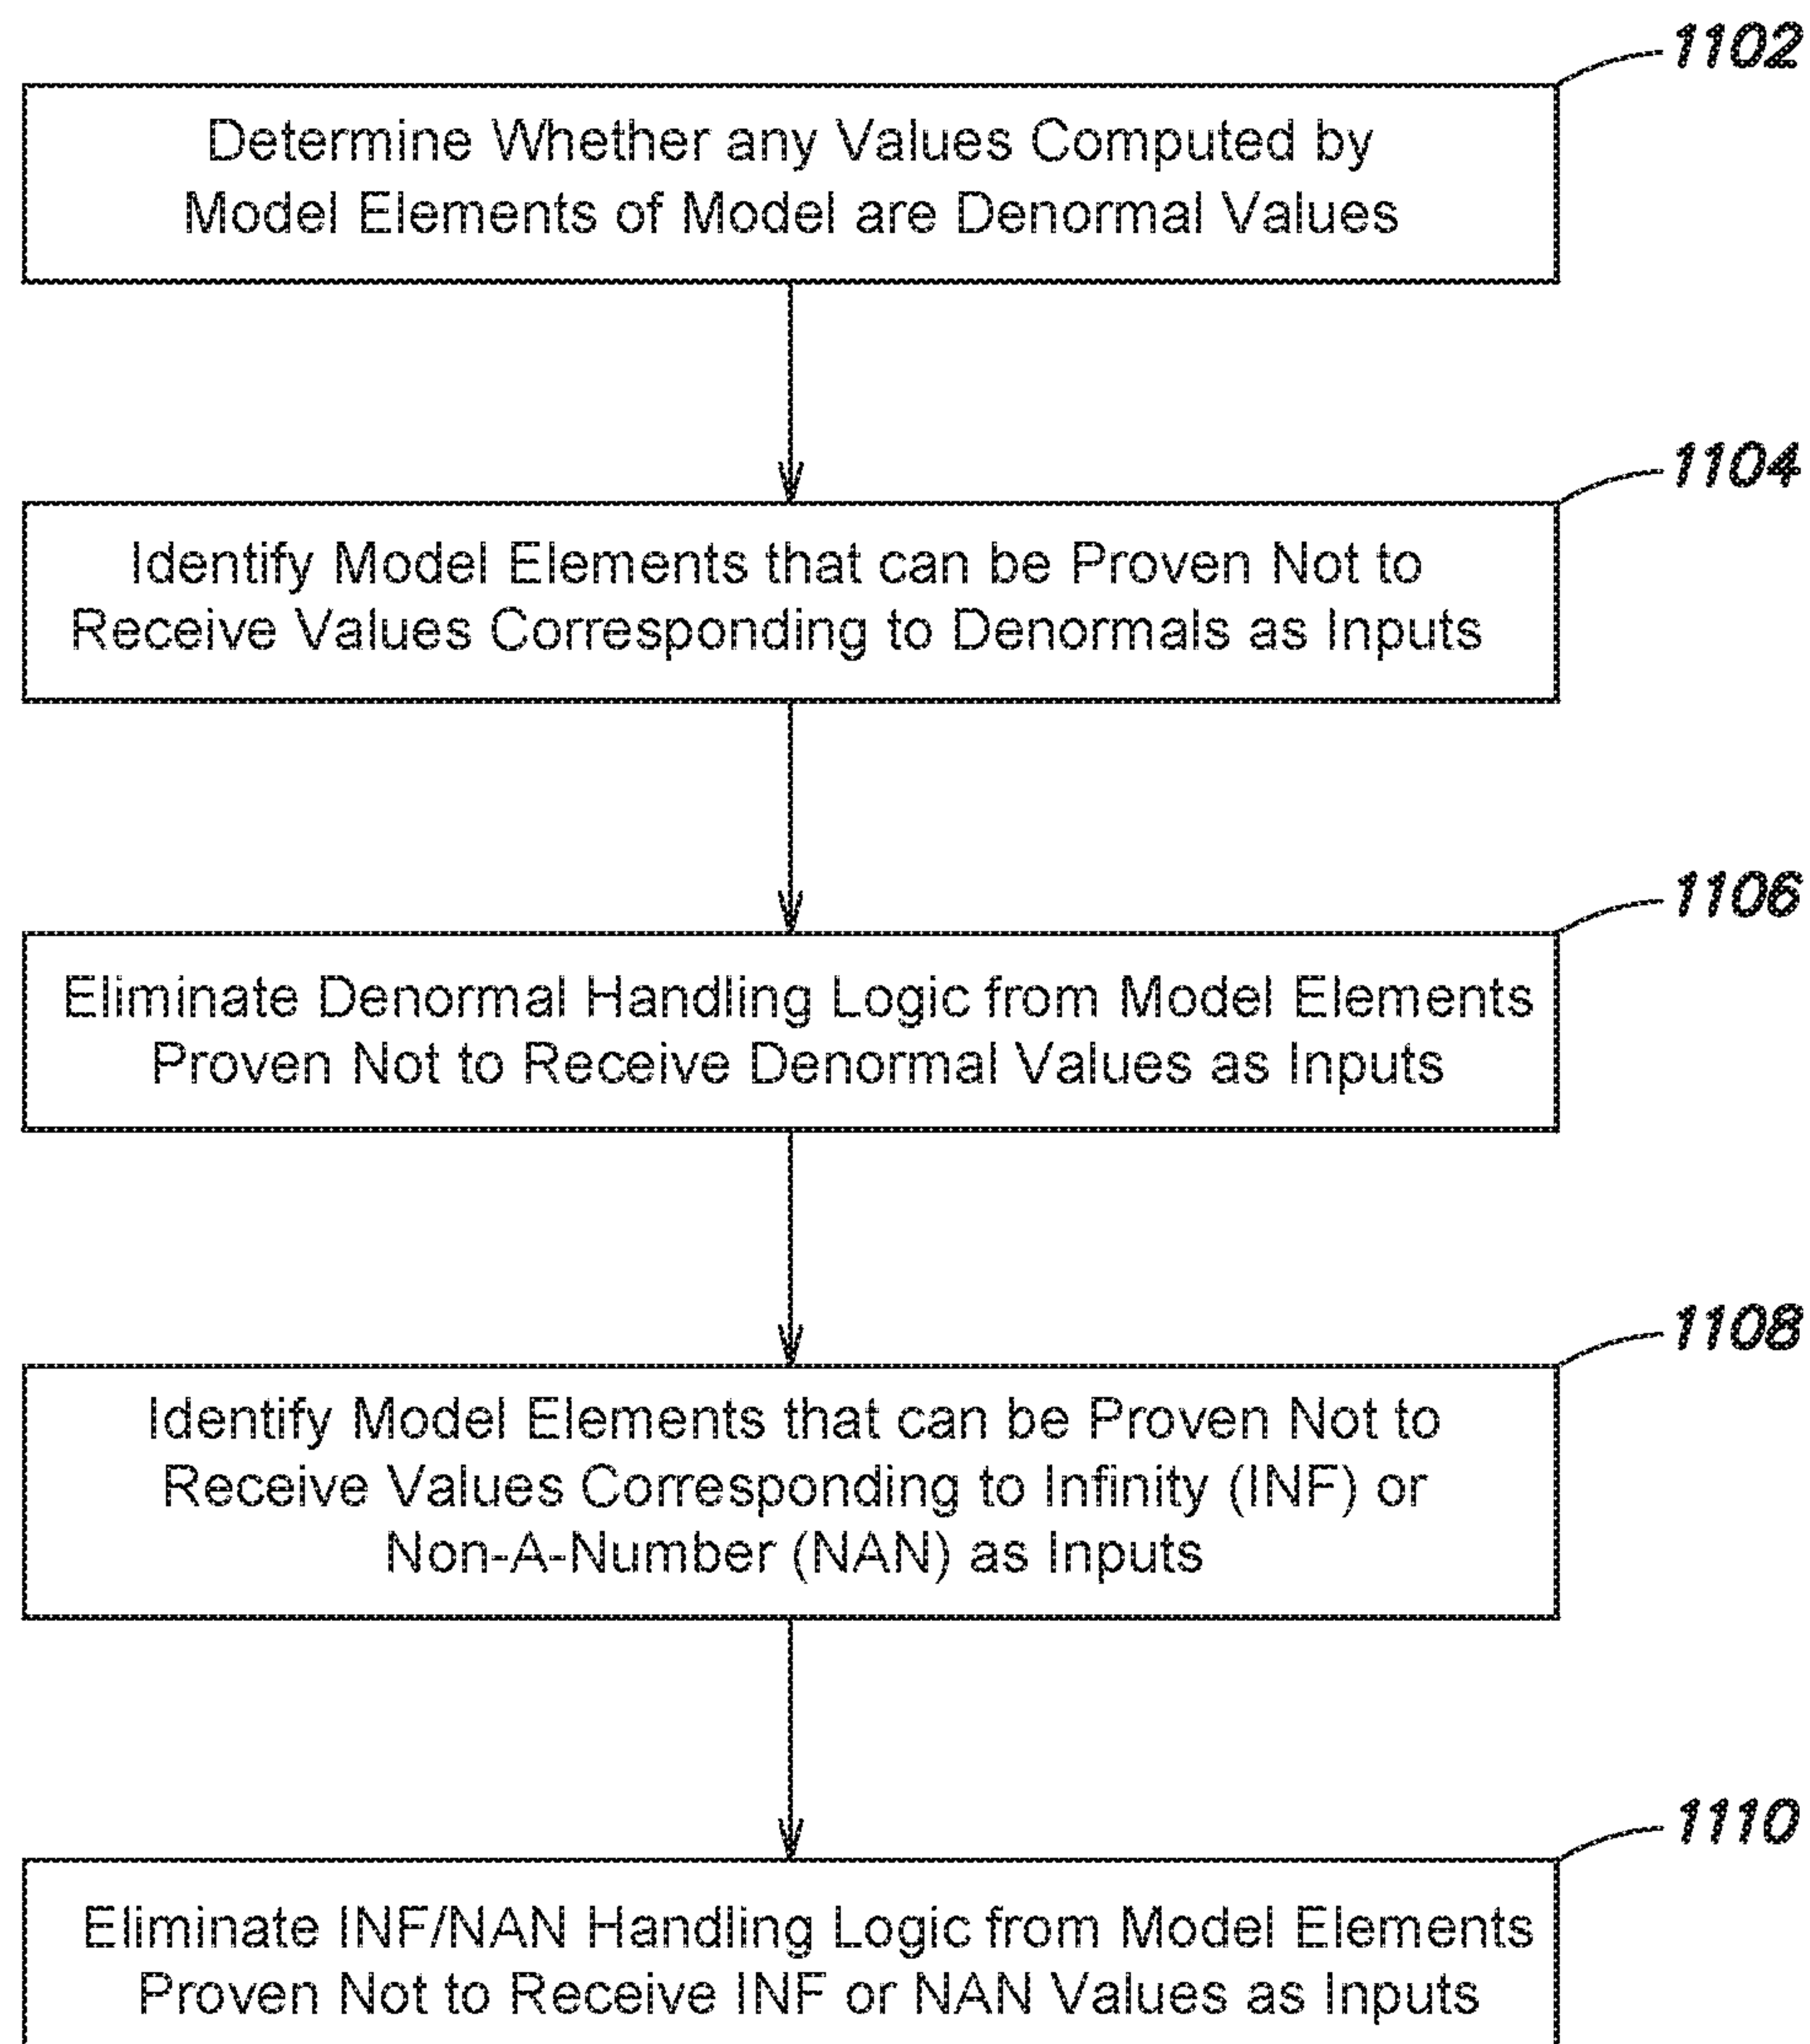 1102
Determine Whether any Values Computed by
Model Elements of Model are Denormal Values
1104
Identify Model Elements that can be Proven Not to
Receive Values Corresponding to Denormals as Inputs
1106
Eliminate Denormal Handling Logic from Model Elements
Proven Not to Receive Denormal Values as Inputs
1108
Identify Model Elements that can be Proven Not to
Receive Values Corresponding to Infinity (INF) or
Non-A-Number (NAN) as Inputs
1110
Eliminate INF/NAN Handling Logic from Model Elements
Proven Not to Receive INF or NAN Values as Inputs